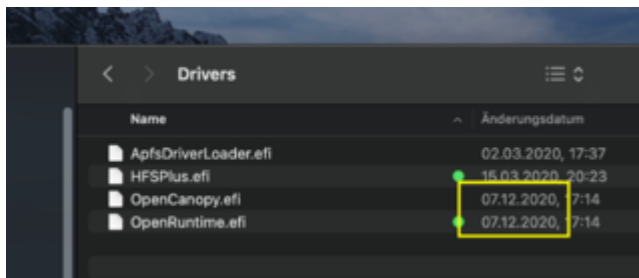 Drivers
Name Änderungsdatum
ApfsDriverLoader.efi 02.03.2020, 17:37
HFSPlus.efi 15.03.2020, 20:23
OpenCanopy.efi 07.12.2020, 17:14
OpenRuntime.efi 07.12.2020, 17:14